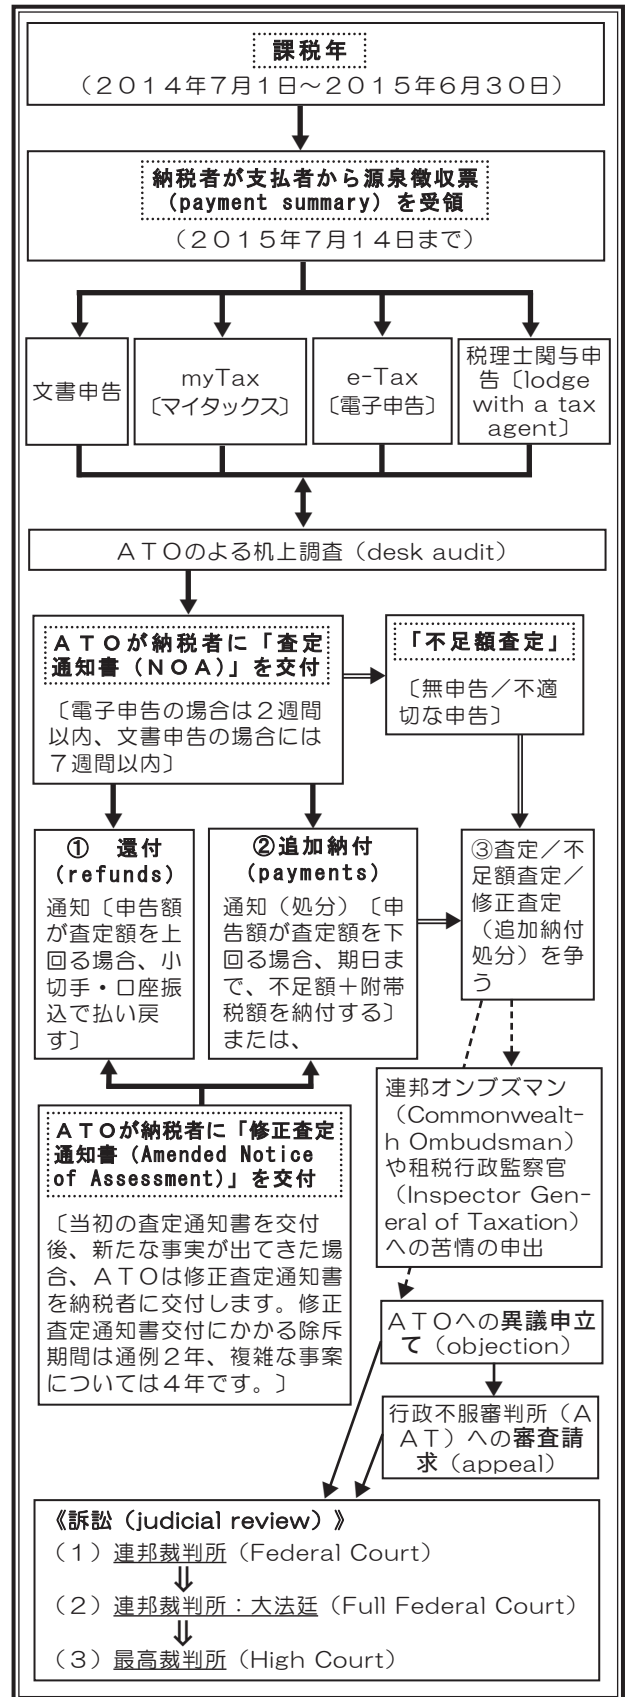 課税年
（２０１４年７月１日～２０１５年６月３０日）
納税者が支払者から源泉徴収票
（payment summary）を受領
（２０１５年７月１４日まで）
文書申告
myTax
〔マイタックス〕
e-Tax
〔電子申告〕
税理士関与申
告〔lodge
with a tax
agent〕
ＡＴＯのよる机上調査（desk audit）
ＡＴＯが納税者に「査定
通知書（ＮＯＡ）」を交付
〔電子申告の場合は２週間
以内、文書申告の場合には
７週間以内〕
「不足額査定」
〔無申告／不適
切な申告〕
①　還付
（refunds）
通知〔申告額
が査定額を上
回る場合、小
切手・口座振
込で払い戻
す〕
②追加納付
（payments）
通知（処分）〔申
告額が査定額を下
回る場合、期日ま
で、不足額＋附帯
税額を納付する〕
または、
③査定／不
足額査定／
修正査定
（追加納付
処分）を争
う
ＡＴＯが納税者に「修正査定
通知書（Amended Notice
of Assessment）」を交付
〔当初の査定通知書を交付
後、新たな事実が出てきた場
合、ＡＴＯは修正査定通知書
を納税者に交付します。修正
査定通知書交付にかかる除斥
期間は通例２年、複雑な事案
については４年です。〕
連邦オンブズマン
（Commonwealt-
h Ombudsman）
や租税行政監察官
（Inspector Gen-
eral of Taxation）
への苦情の申出
ＡＴＯへの異議申立
て（objection）
行政不服審判所（Ａ
ＡＴ）への審査請
求（appeal）
《訴訟（judicial review）》
（１）連邦裁判所（Federal Court）
⇓
（２）連邦裁判所：大法廷（Full Federal Court）
⇓
（３）最高裁判所（High Court）